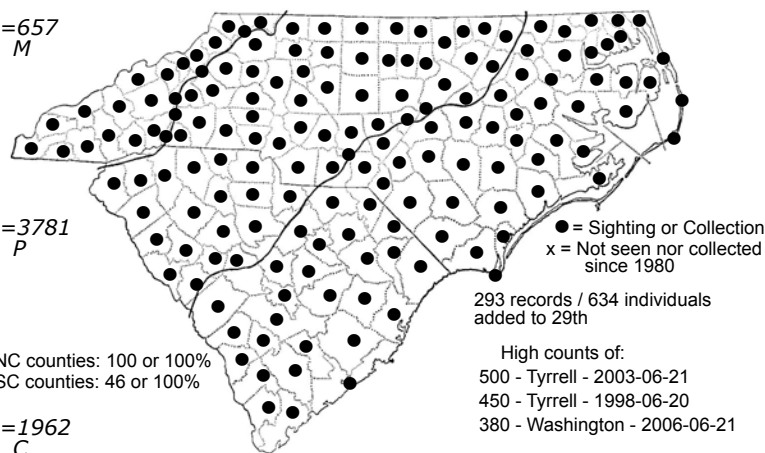 =657
M
=3781
P
● = Sighting or Collection
x = Not seen nor collected
since 1980
293 records / 634 individuals
added to 29th
NC counties: 100 or 100%
SC counties: 46 or 100%
High counts of:
500 - Tyrrell - 2003-06-21
450 - Tyrrell - 1998-06-20
380 - Washington - 2006-06-21
=1962
C